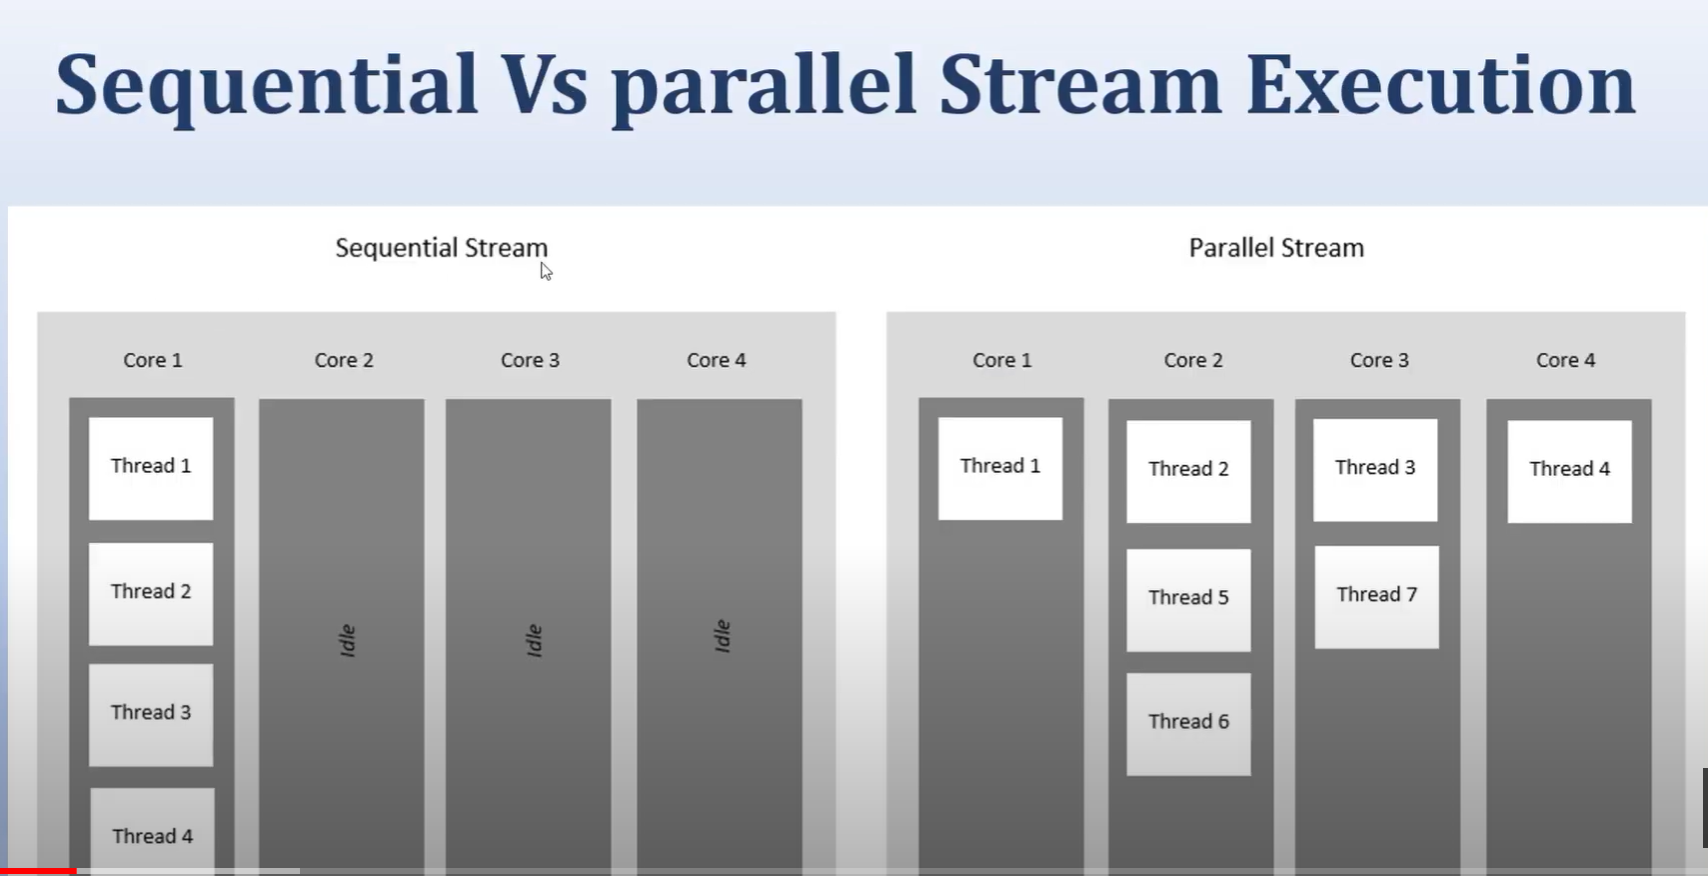 Sequential Vs parallel Stream Execution
Sequential Stream
Core 1
Core 2
Core 3
Core 4
Thread 1
Thread 2
Thread 3
Thread 4
Idle
Idle
Idle
Parallel Stream
Core 1
Core 2
Core 3
Core 4
Thread 1
Thread 2
Thread 3
Thread 4
Thread 5
Thread 7
Thread 6